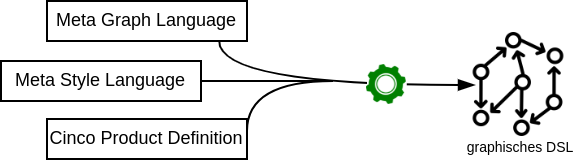 Meta Graph Language
Meta Style Language
Cinco Product Definition
graphisches DSL